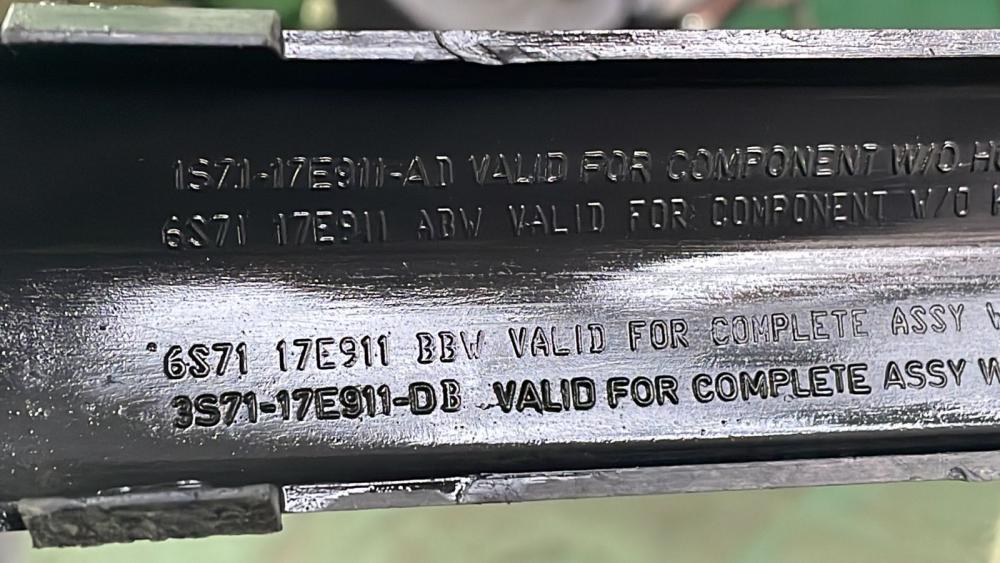 1S71-17E911-AD VALID FOR COMPONENT W/O
6S71 17E911 ABW VALID FOR COMPONENT W/O
6S71 17E911 BBW VALID FOR COMPLETE ASSY
3S71-17E911-DB VALID FOR COMPLETE ASSY